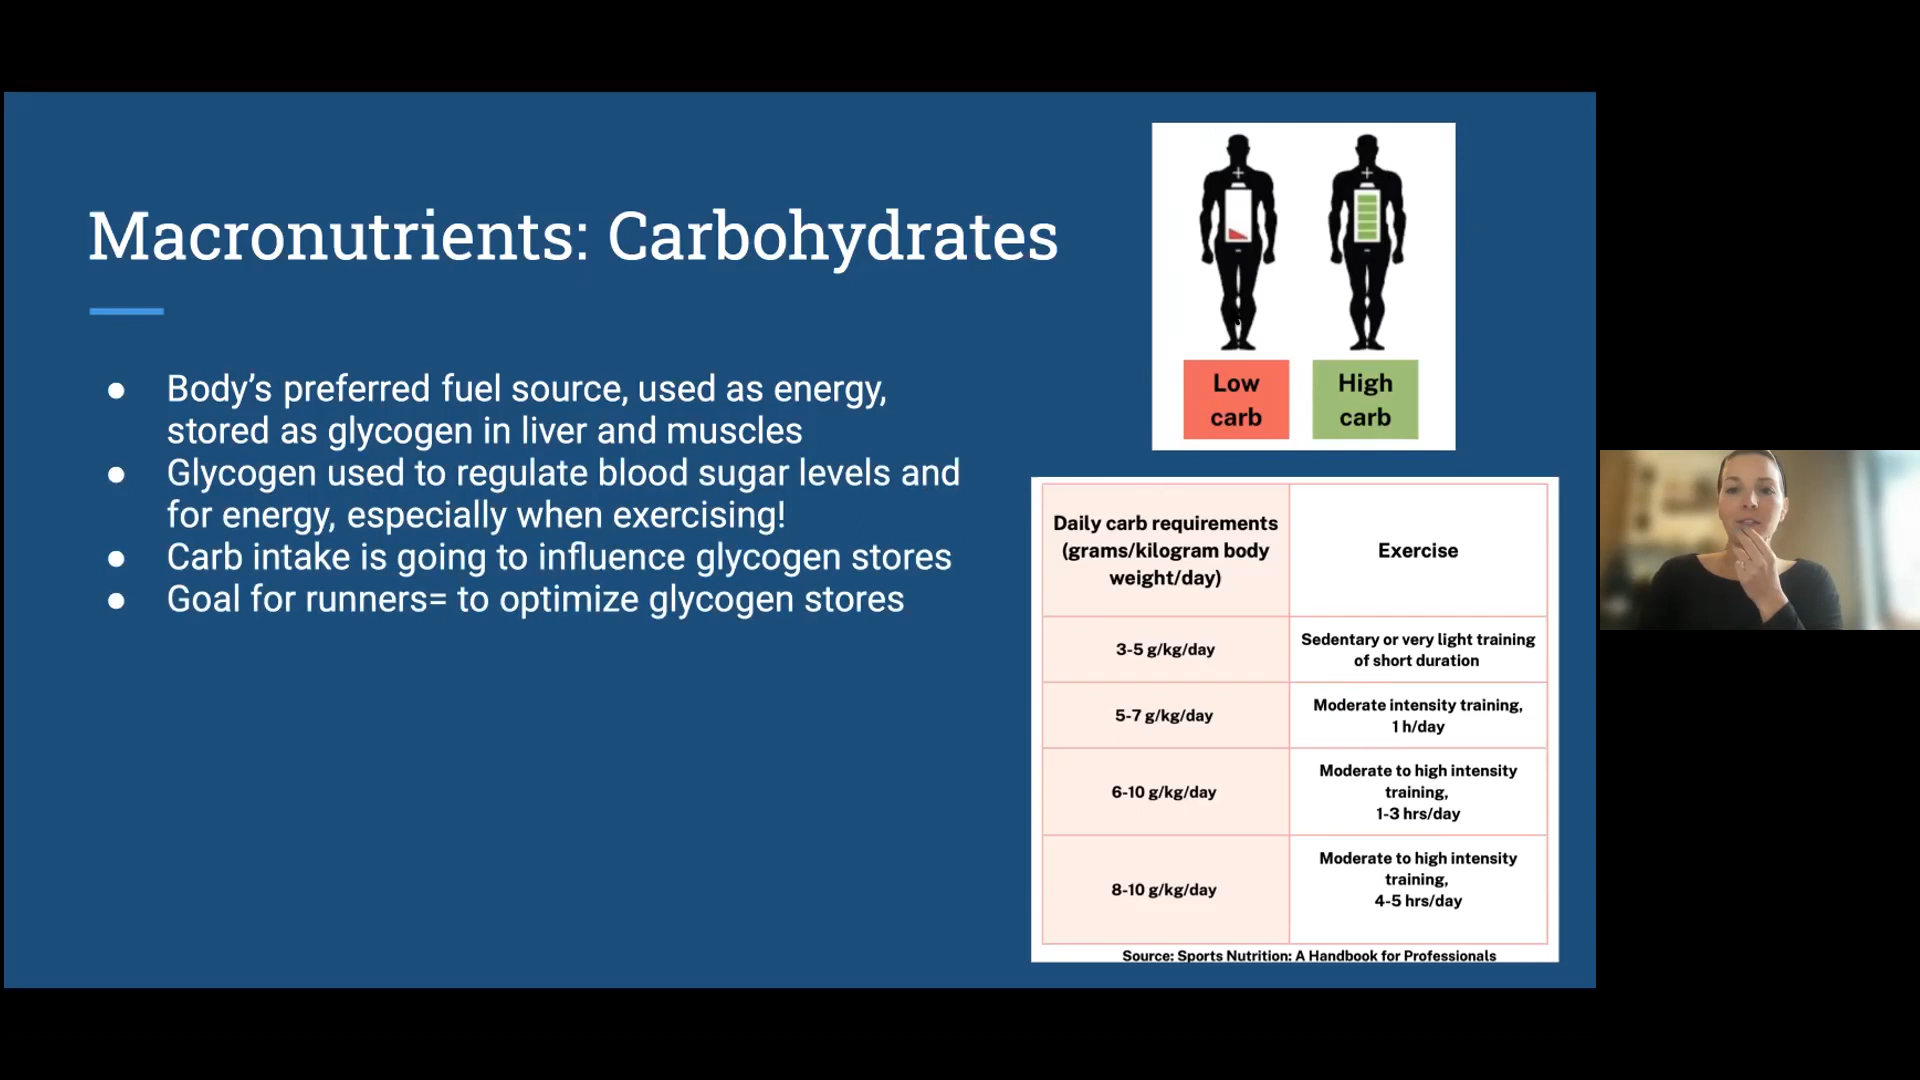 Macronutrients: Carbohydrates
● Body’s preferred fuel source, used as energy,
stored as glycogen in liver and muscles
● Glycogen used to regulate blood sugar levels and
for energy, especially when exercising!
● Carb intake is going to influence glycogen stores
● Goal for runners= to optimize glycogen stores
+
+
-
-
Low
carb
High
carb
Daily carb requirements
(grams/kilogram body
weight/day)
Exercise
3-5 g/kg/day
Sedentary or very light training
of short duration
5-7 g/kg/day
Moderate intensity training,
1 h/day
6-10 g/kg/day
Moderate to high intensity
training,
1-3 hrs/day
8-10 g/kg/day
Moderate to high intensity
training,
4-5 hrs/day
Source: Sports Nutrition: A Handbook for Professionals